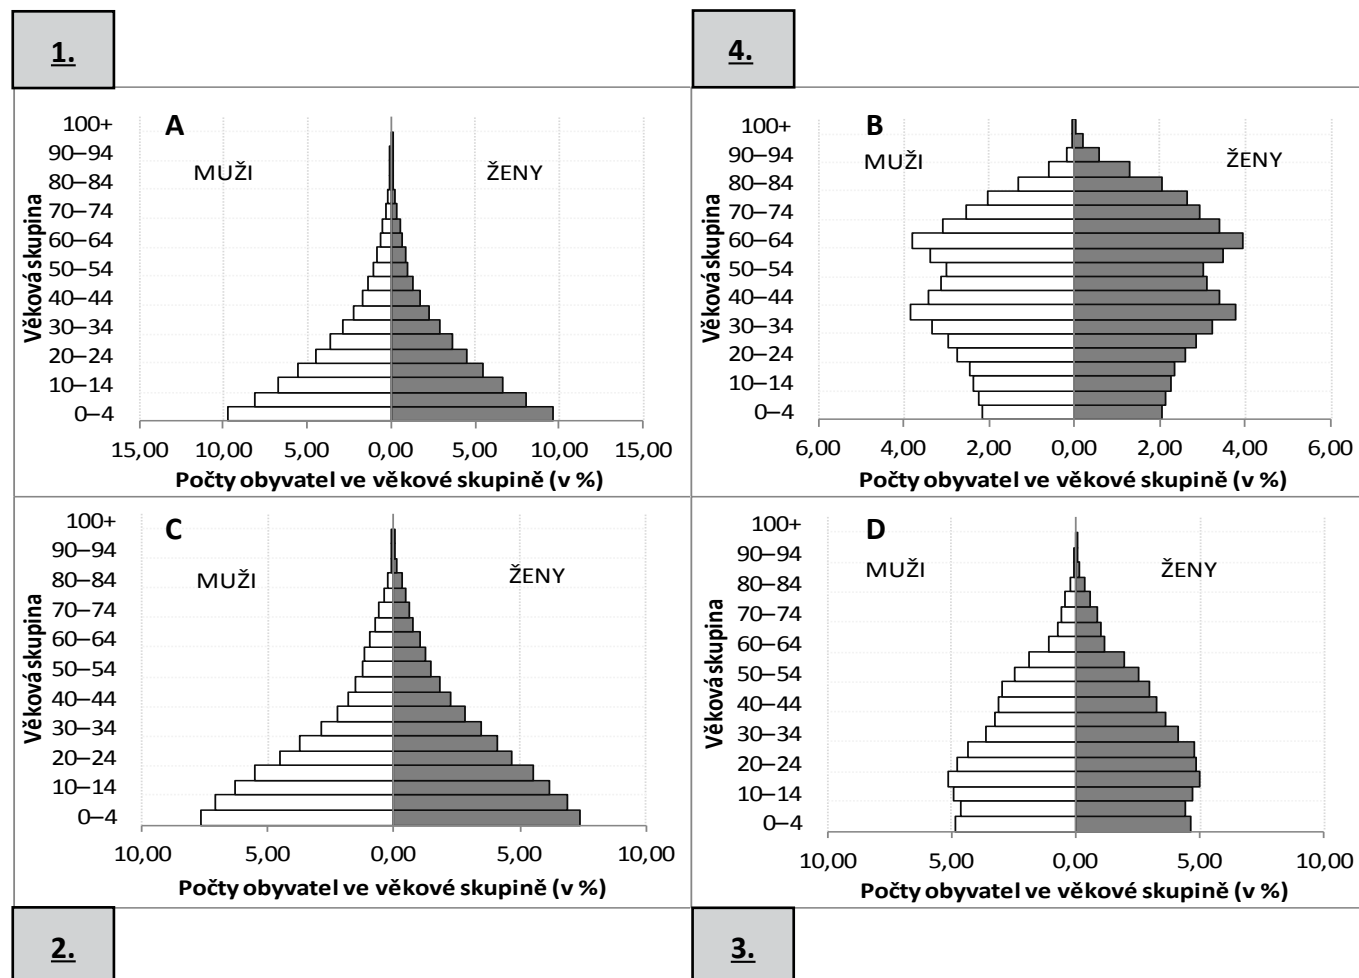 1.
4.
A
MUŽI
ŽENY
Věková skupina
100+
90–94
80–84
70–74
60–64
50–54
40–44
30–34
20–24
10–14
0–4
15,00 10,00 5,00 0,00 5,00 10,00 15,00
Počty obyvatel ve věkové skupině (v %)
B
MUŽI
ŽENY
Věková skupina
100+
90–94
80–84
70–74
60–64
50–54
40–44
30–34
20–24
10–14
0–4
6,00 4,00 2,00 0,00 2,00 4,00 6,00
Počty obyvatel ve věkové skupině (v %)
C
MUŽI
ŽENY
Věková skupina
100+
90–94
80–84
70–74
60–64
50–54
40–44
30–34
20–24
10–14
0–4
10,00 5,00 0,00 5,00 10,00
Počty obyvatel ve věkové skupině (v %)
D
MUŽI
ŽENY
Věková skupina
100+
90–94
80–84
70–74
60–64
50–54
40–44
30–34
20–24
10–14
0–4
10,00 5,00 0,00 5,00 10,00
Počty obyvatel ve věkové skupině (v %)
2.
3.